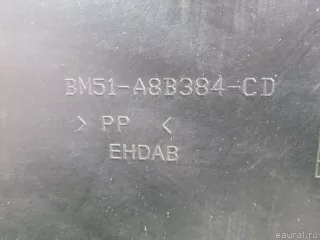 BM51-A8B384-CD
> PP <
EHDAB
eaural.ru